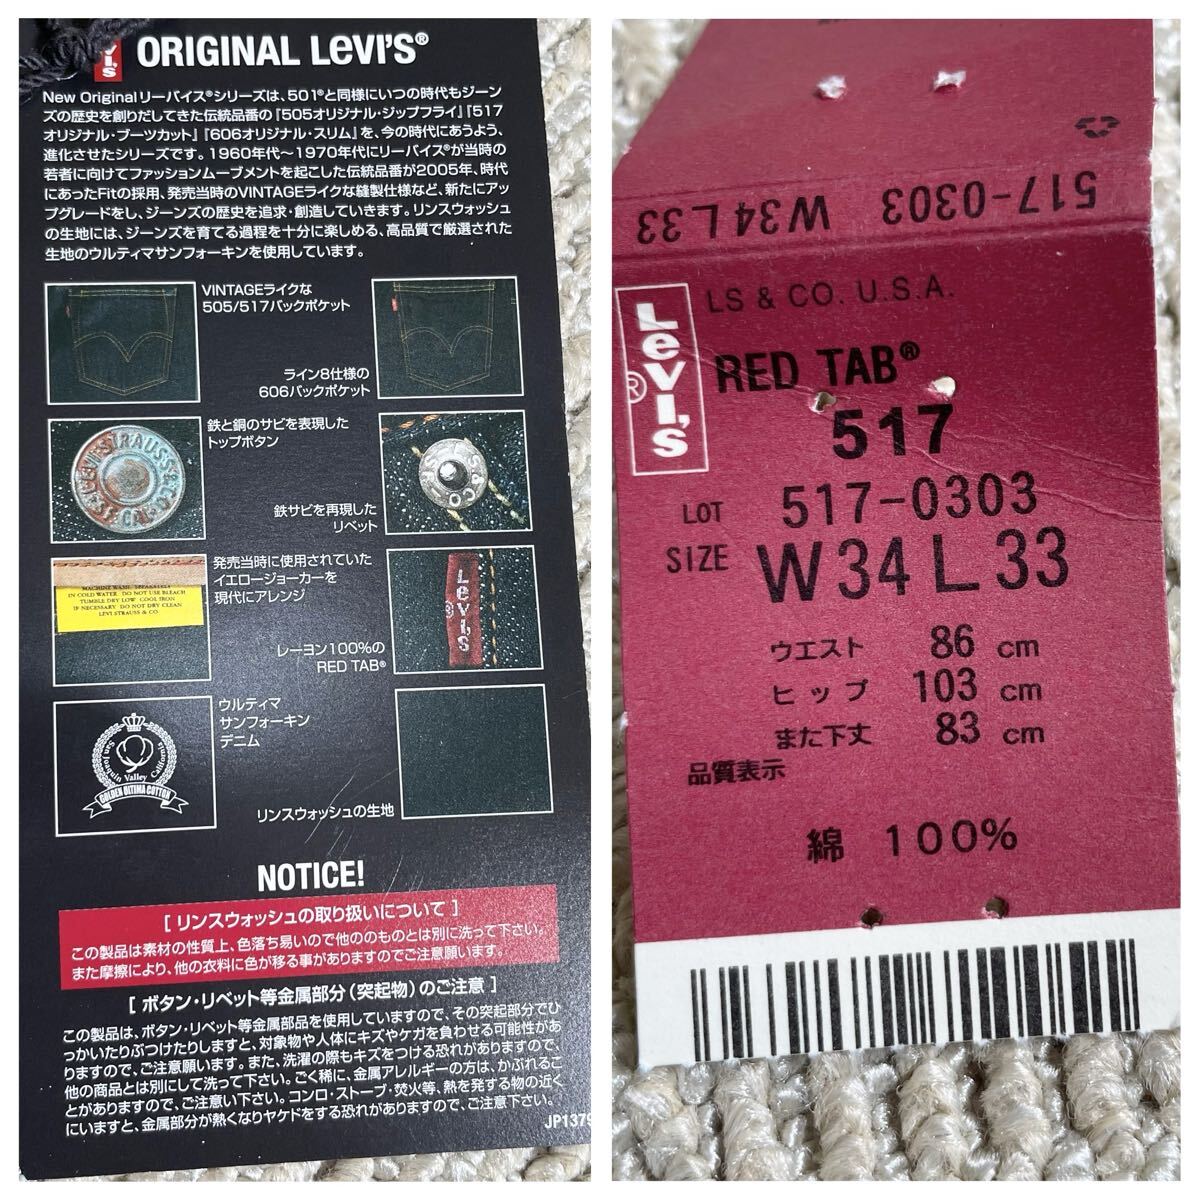 ORIGINAL LEVI'S®
New Originalリーバイス®シリーズは、501®と同様にいつの時代もジーン
ズの歴史を創りだしてきた伝統品番の『505オリジナル・ジップフライ』『517
オリジナル・ブーツカット』『606オリジナル・スリム』を、今の時代にあうよう、
進化させたシリーズです。1960年代〜1970年代にリーバイス®が当時の
若者に向けてファッションムーブメントを起こした伝統品番が2005年、時代
にあったFitの採用、発売当時のVINTAGEライクな縫製仕様など、新たにアッ
プグレードをし、ジーンズの歴史を追求・創造していきます。リンスウォッシュ
の生地には、ジーンズを育てる過程を十分に楽しめる、高品質で厳選された
生地のウルティマサンフォーキンを使用しています。
VINTAGEライクな
505/517バックポケット
ライン8仕様の
606バックポケット
鉄と銅のサビを表現した
トップボタン
鉄サビを再現した
リベット
発売当時に使用されていた
イエロージョーカーを
現代にアレンジ
MACHINE WASH SEPARATELY
IN COLD WATER DO NOT USE BLEACH
TUMBLE DRY LOW COOL IRON
IF NECESSARY DO NOT DRY CLEAN
LEVI STRAUSS & CO.
レーヨン100%の
RED TAB®
LEVI'S
®
ウルティマ
サンフォーキン
デニム
San Joaquin Valley California
GOLDEN ULTIMA COTTON
リンスウォッシュの生地
NOTICE!
[ リンスウォッシュの取り扱いについて ]
この製品は素材の性質上、色落ち易いので他ののものとは別に洗って下さい。
また摩擦により、他の衣料に色が移る事がありますのでご注意願います。
[ ボタン・リベット等金属部分(突起物)のご注意 ]
この製品は、ボタン・リベット等金属部品を使用していますので、その突起部分でひ
っかいたりぶつけたりしますと、対象物や人体にキズやケガを負わせる可能性があ
りますので、ご注意願います。また、洗濯の際もキズをつける恐れがありますので、
他の商品とは別にして洗って下さい。ごく稀に、金属アレルギーの方は、かぶれるこ
とがありますので、ご注意い下さい。コンロ・ストーブ・焚火等、熱を発する物の近く
にいますと、金属部分が熱くなりヤケドをする恐れがありますので、ご注意下さい。
JP1379
517-0303 W34 L33
LEVI'S
®
LS & CO. U.S.A.
RED TAB®
517
LOT 517-0303
SIZE W34 L33
ウエスト 86 cm
ヒップ 103 cm
また下丈 83 cm
品質表示
綿 100%